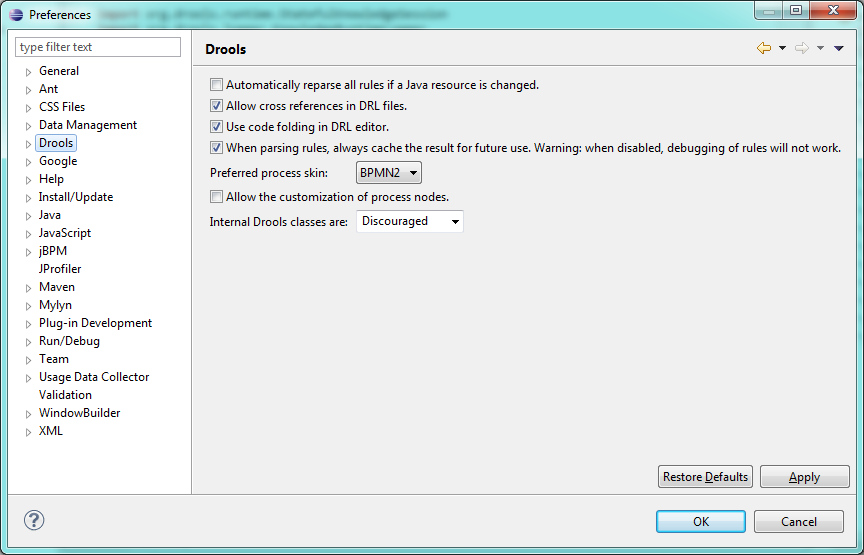 Preferences
type filter text
General
Ant
CSS Files
Data Management
Drools
Google
Help
Install/Update
Java
JavaScript
jBPM
JProfiler
Maven
Mylyn
Plug-in Development
Run/Debug
Team
Usage Data Collector
Validation
WindowBuilder
XML
Drools
Automatically reparse all rules if a Java resource is changed.
Allow cross references in DRL files.
Use code folding in DRL editor.
When parsing rules, always cache the result for future use. Warning: when disabled, debugging of rules will not work.
Preferred process skin: BPMN2
Allow the customization of process nodes.
Internal Drools classes are: Discouraged
Restore Defaults Apply
OK Cancel